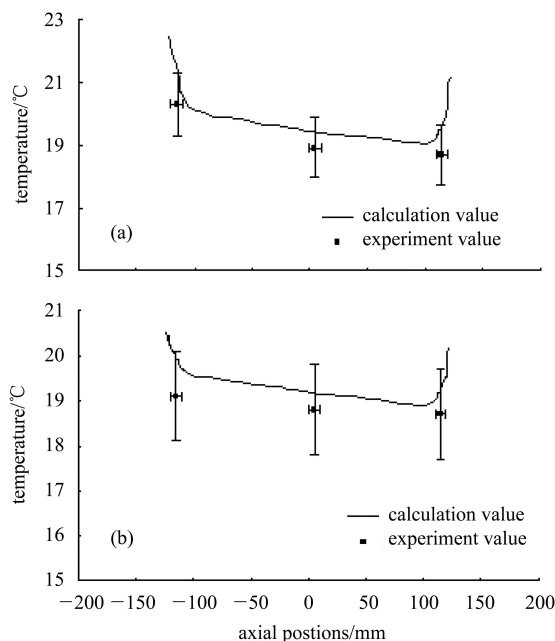 23
21
19
17
15
temperature/℃
(a)
calculation value
experiment value
21
20
19
18
17
16
15
temperature/℃
(b)
calculation value
experiment value
−200 −150 −100 −50 0 50 100 150 200
axial postions/mm